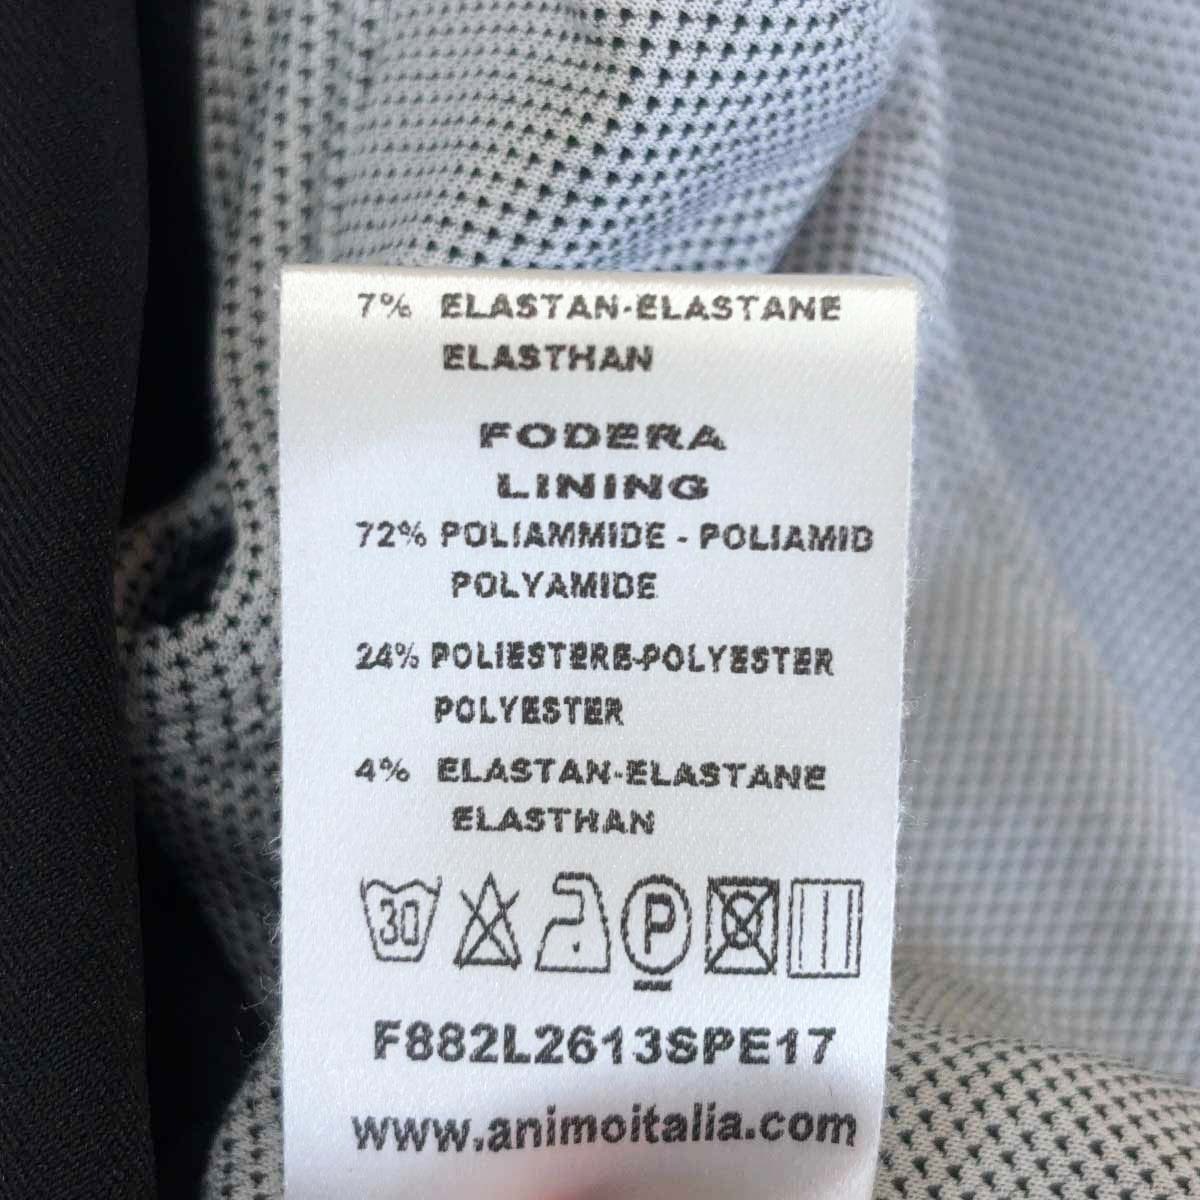 7% ELASTAN-ELASTANE
ELASTHAN
FODERA
LINING
72% POLIAMMIDE - POLIAMID
POLYAMIDE
24% POLIESTERE-POLYESTER
POLYESTER
4% ELASTAN-ELASTANE
ELASTHAN
30 P
F882L2613SPE17
www.animoitalia.com